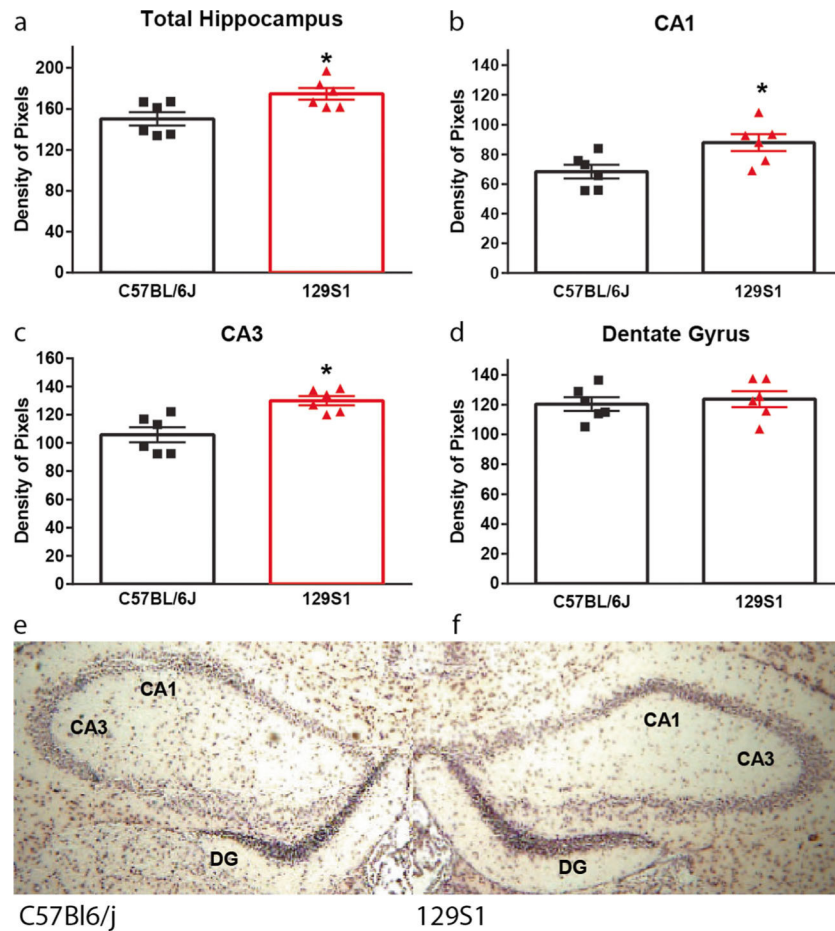 a
Total Hippocampus
Density of Pixels
200
160
120
80
40
0
*
C57BL/6J
129S1
b
CA1
Density of Pixels
140
120
100
80
60
40
20
0
*
C57BL/6J
129S1
c
CA3
Density of Pixels
160
140
120
100
80
60
40
20
0
*
C57BL/6J
129S1
d
Dentate Gyrus
Density of Pixels
140
120
100
80
60
40
20
0
C57BL/6J
129S1
e
CA1
CA3
DG
C57Bl6/j
f
CA1
CA3
DG
129S1